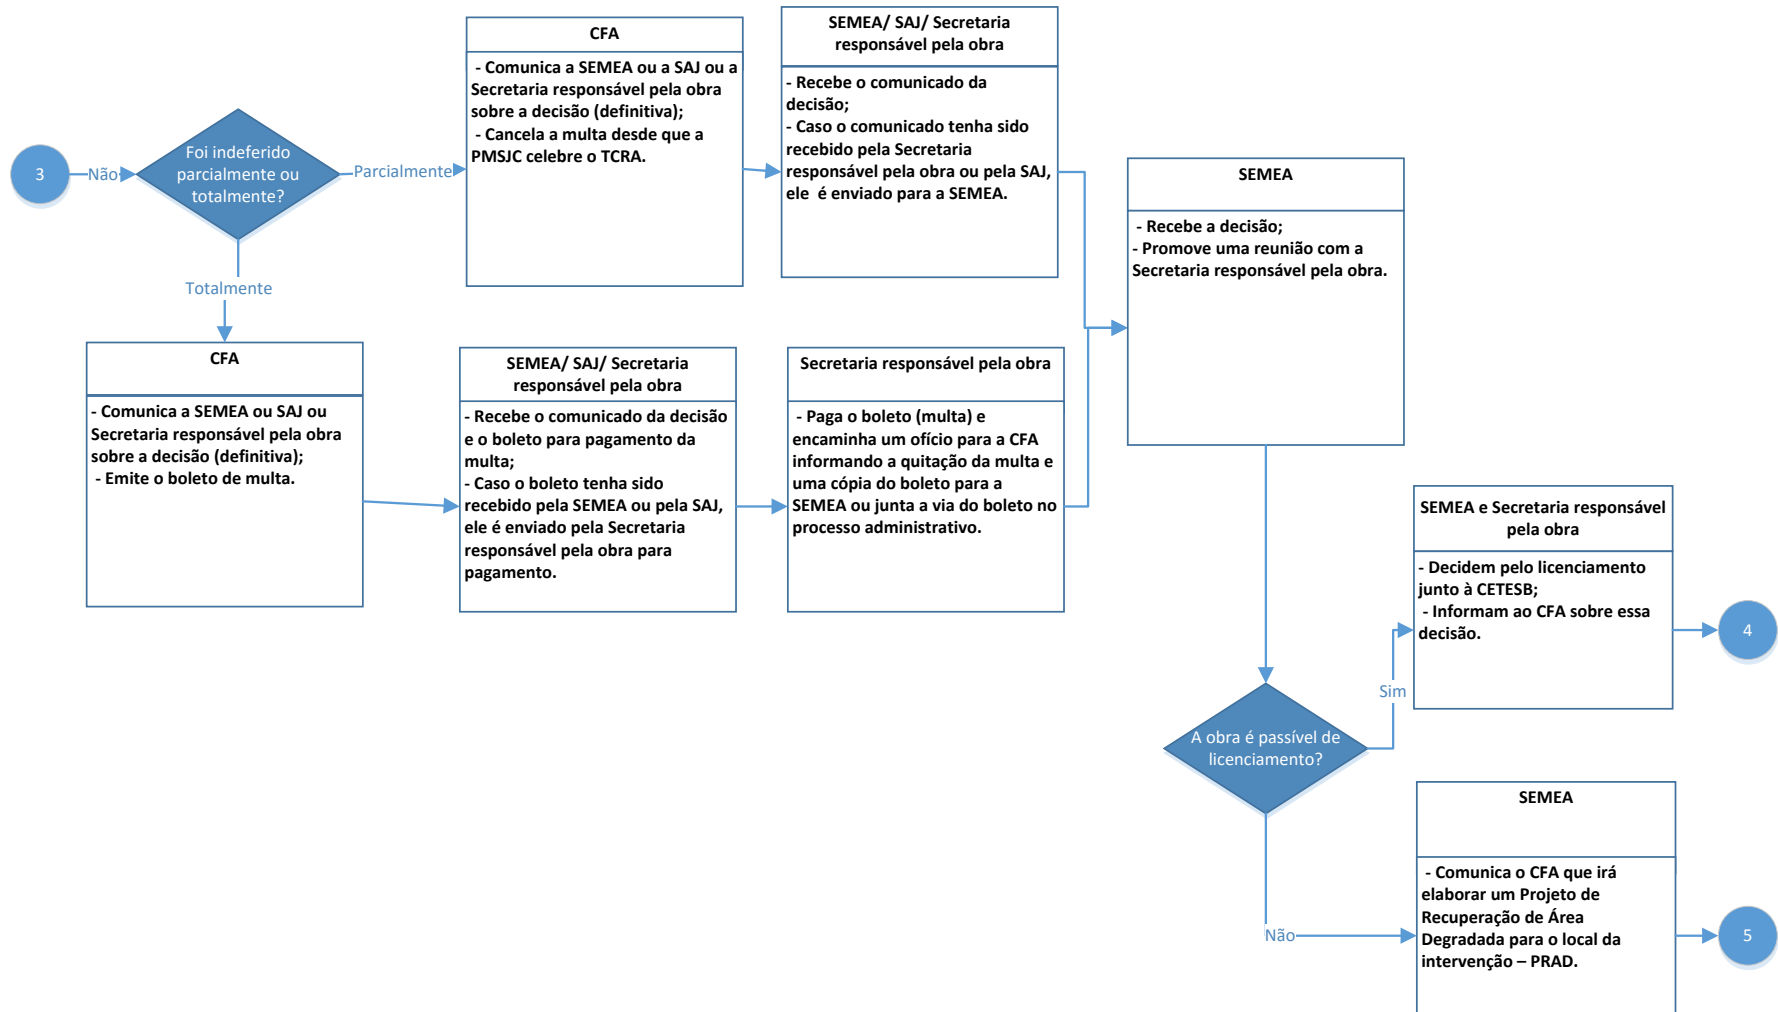 3
Não
Foi indeferido
parcialmente ou
totalmente?
Parcialmente
Totalmente
CFA
- Comunica a SEMEA ou a SAJ ou a
Secretaria responsável pela obra
sobre a decisão (definitiva);
- Cancela a multa desde que a
PMSJC celebre o TCRA.
SEMEA/ SAJ/ Secretaria
responsável pela obra
- Recebe o comunicado da
decisão;
- Caso o comunicado tenha sido
recebido pela Secretaria
responsável pela obra ou pela SAJ,
ele é enviado para a SEMEA.
SEMEA
- Recebe a decisão;
- Promove uma reunião com a
Secretaria responsável pela obra.
CFA
- Comunica a SEMEA ou SAJ ou
Secretaria responsável pela obra
sobre a decisão (definitiva);
- Emite o boleto de multa.
SEMEA/ SAJ/ Secretaria
responsável pela obra
- Recebe o comunicado da decisão
e o boleto para pagamento da
multa;
- Caso o boleto tenha sido
recebido pela SEMEA ou pela SAJ,
ele é enviado pela Secretaria
responsável pela obra para
pagamento.
Secretaria responsável pela obra
- Paga o boleto (multa) e
encaminha um ofício para a CFA
informando a quitação da multa e
uma cópia do boleto para a
SEMEA ou junta a via do boleto no
processo administrativo.
A obra é passível de
licenciamento?
Sim
SEMEA e Secretaria responsável
pela obra
- Decidem pelo licenciamento
junto à CETESB;
- Informam ao CFA sobre essa
decisão.
4
Não
SEMEA
- Comunica o CFA que irá
elaborar um Projeto de
Recuperação de Área
Degradada para o local da
intervenção – PRAD.
5